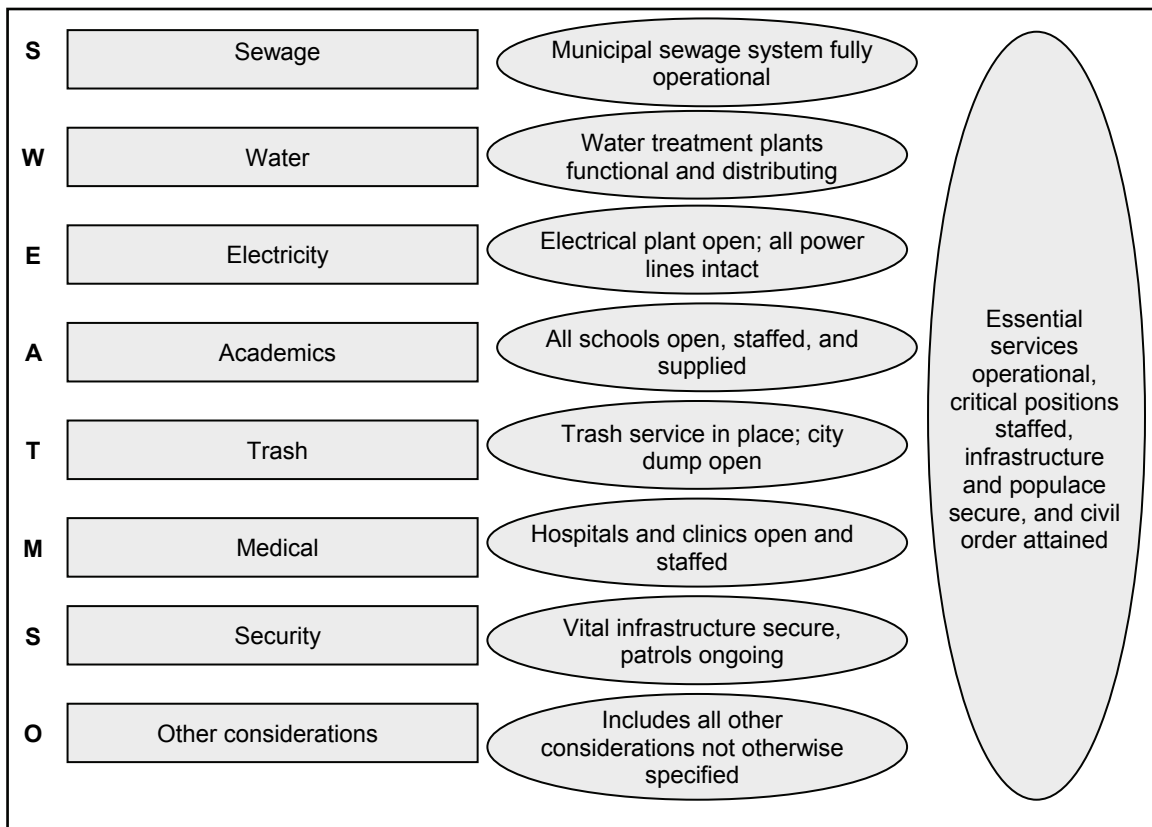 S
Sewage
Municipal sewage system fully
operational
W
Water
Water treatment plants
functional and distributing
E
Electricity
Electrical plant open; all power
lines intact
A
Academics
All schools open, staffed, and
supplied
T
Trash
Trash service in place; city
dump open
M
Medical
Hospitals and clinics open and
staffed
S
Security
Vital infrastructure secure,
patrols ongoing
O
Other considerations
Includes all other
considerations not otherwise
specified
Essential
services
operational,
critical positions
staffed,
infrastructure
and populace
secure, and civil
order attained